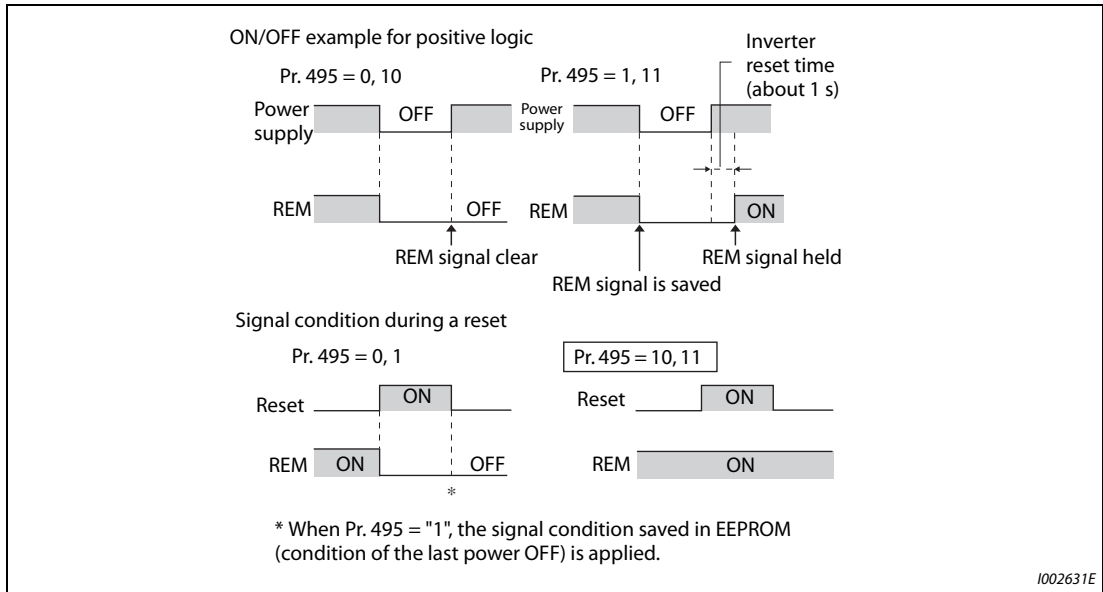 ON/OFF example for positive logic
Pr. 495 = 0, 10
Power
supply
OFF
REM
OFF
REM signal clear
Pr. 495 = 1, 11
Inverter
reset time
(about 1 s)
Power
supply
OFF
REM
ON
REM signal held
REM signal is saved
Signal condition during a reset
Pr. 495 = 0, 1
Reset
ON
REM
ON
OFF
*
Pr. 495 = 10, 11
Reset
ON
REM
ON
* When Pr. 495 = "1", the signal condition saved in EEPROM
(condition of the last power OFF) is applied.
I002631E